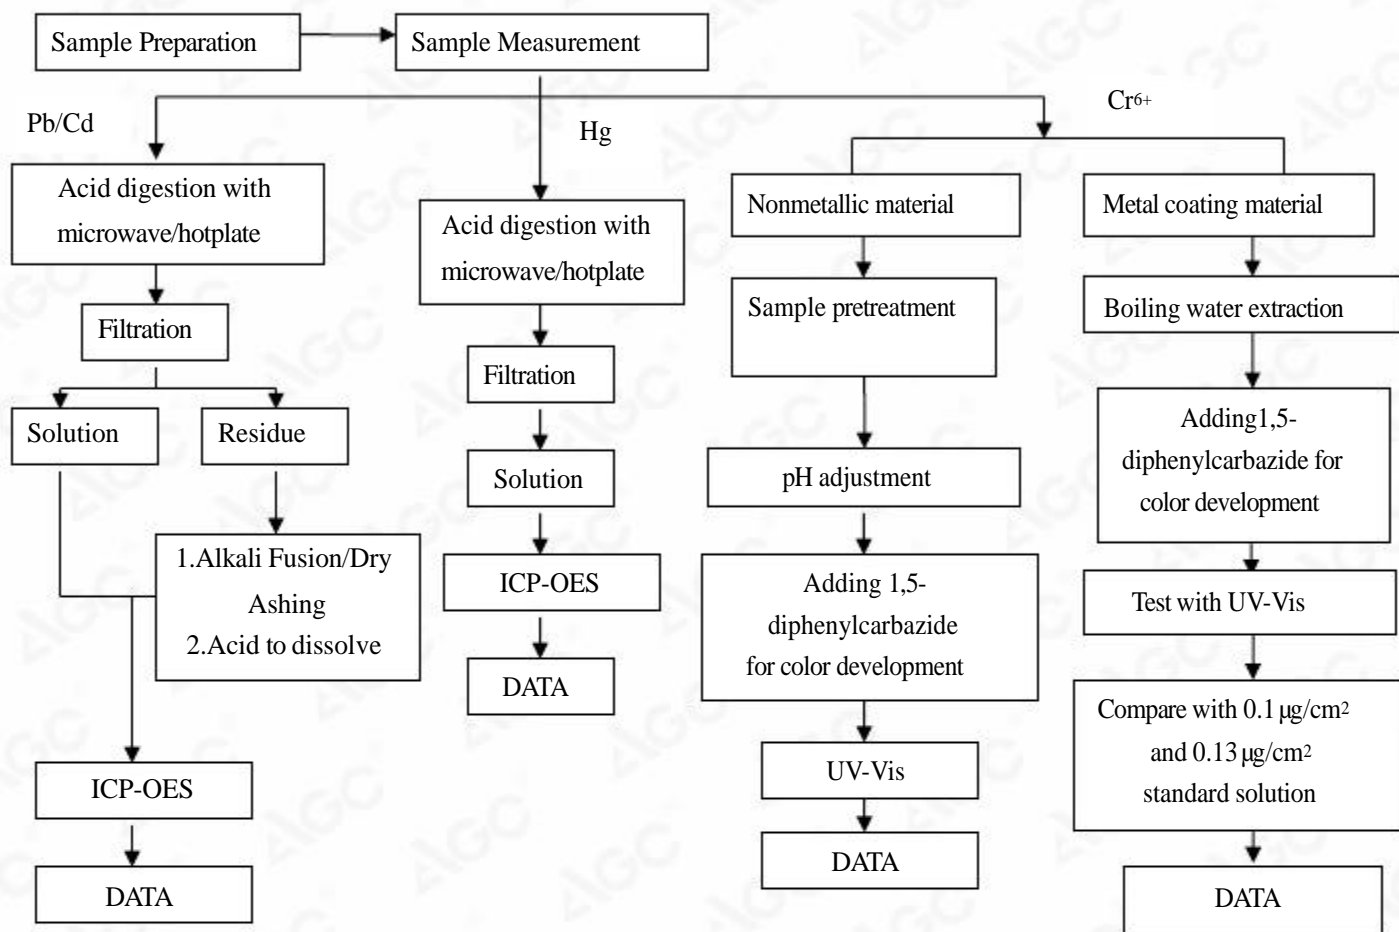 Sample Preparation
Sample Measurement
Pb/Cd
Hg
Cr6+
Acid digestion with
microwave/hotplate
Filtration
Solution
Residue
1.Alkali Fusion/Dry
Ashing
2.Acid to dissolve
ICP-OES
DATA
Acid digestion with
microwave/hotplate
Filtration
Solution
ICP-OES
DATA
Nonmetallic material
Sample pretreatment
pH adjustment
Adding 1,5-
diphenylcarbazide
for color development
UV-Vis
DATA
Metal coating material
Boiling water extraction
Adding1,5-
diphenylcarbazide for
color development
Test with UV-Vis
Compare with 0.1 μg/cm2
and 0.13 μg/cm2
standard solution
DATA
AGC